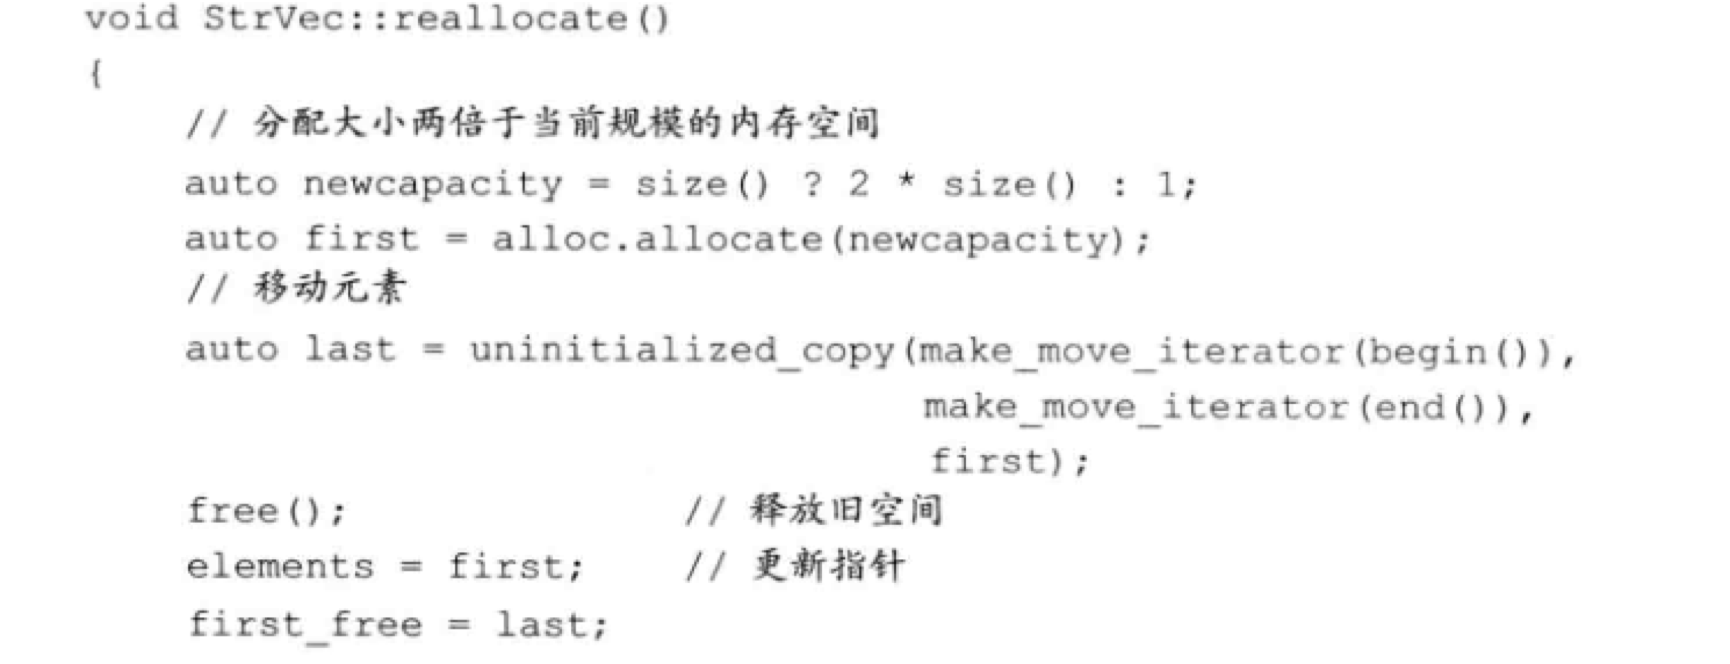 void StrVec::reallocate()
{
// 分配大小两倍于当前规模的内存空间
auto newcapacity = size() ? 2 * size() : 1;
auto first = alloc.allocate(newcapacity);
// 移动元素
auto last = uninitialized_copy(make_move_iterator(begin()),
make_move_iterator(end()),
first);
free(); // 释放旧空间
elements = first; // 更新指针
first_free = last;